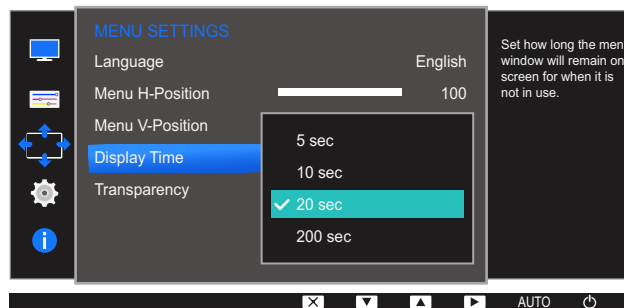 MENU SETTINGS
Language English
Menu H-Position 100
Menu V-Position
Display Time
Transparency
5 sec
10 sec
20 sec
200 sec
Set how long the men
window will remain on
screen for when it is
not in use.
AUTO